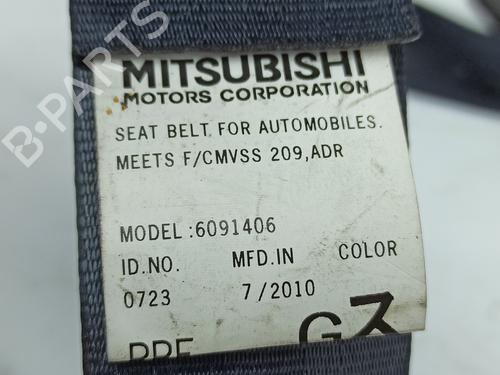 MITSUBISHI
MOTORS CORPORATION
SEAT BELT FOR AUTOMOBILES.
MEETS F/CMVSS 209,ADR
MODEL :6091406
ID.NO. MFD.IN COLOR
0723 7/2010
B-PARTS